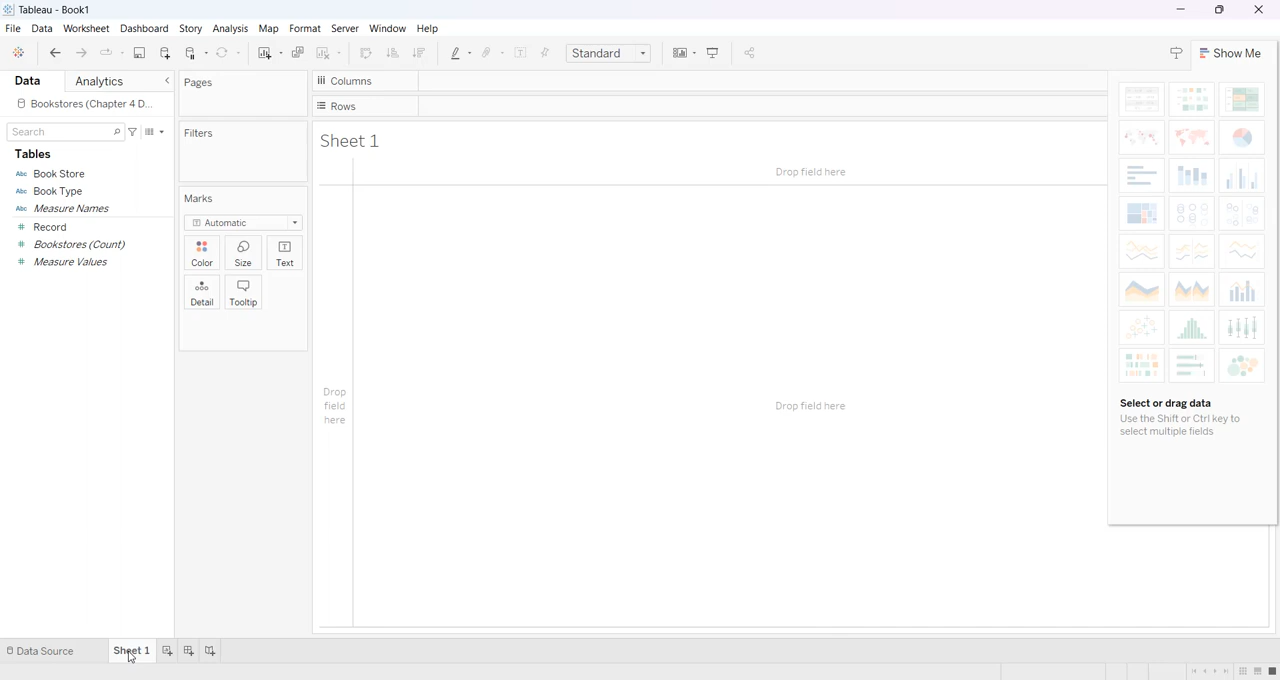 Tableau - Book1
File Data Worksheet Dashboard Story Analysis Map Format Server Window Help
Standard
Show Me
Data Analytics
Bookstores (Chapter 4 D...
Search
Tables
Abc Book Store
Abc Book Type
Abc Measure Names
# Record
# Bookstores (Count)
# Measure Values
Pages
Filters
Marks
Automatic
Color Size Text
Detail Tooltip
Columns
Rows
Sheet 1
Drop field here
Drop
field
here
Drop field here
Select or drag data
Use the Shift or Ctrl key to
select multiple fields
Data Source Sheet 1